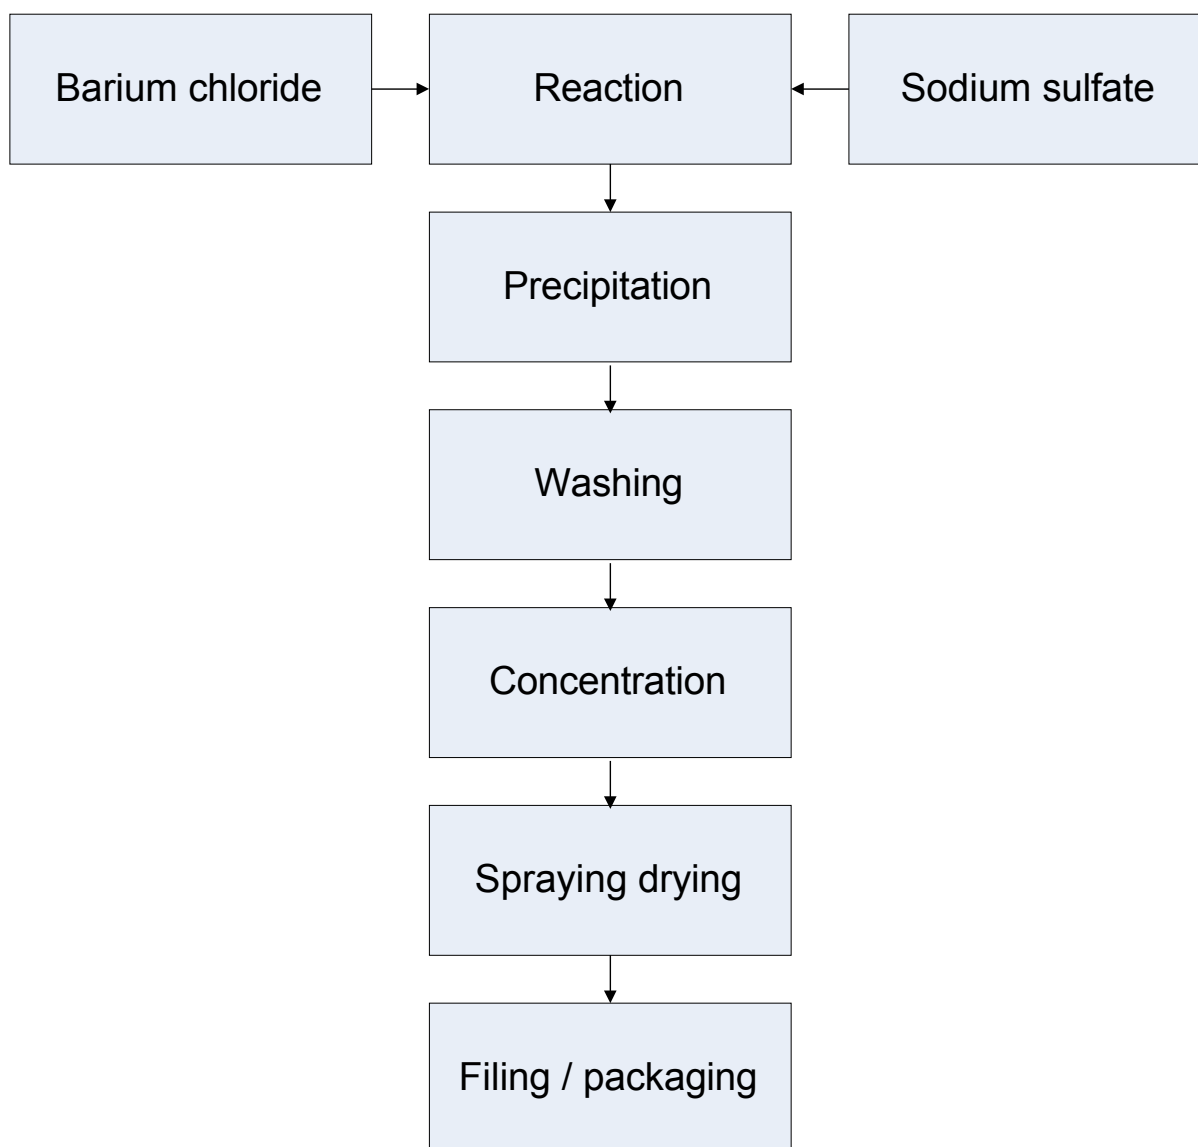 Barium chloride
Reaction
Sodium sulfate
Precipitation
Washing
Concentration
Spraying drying
Filing / packaging